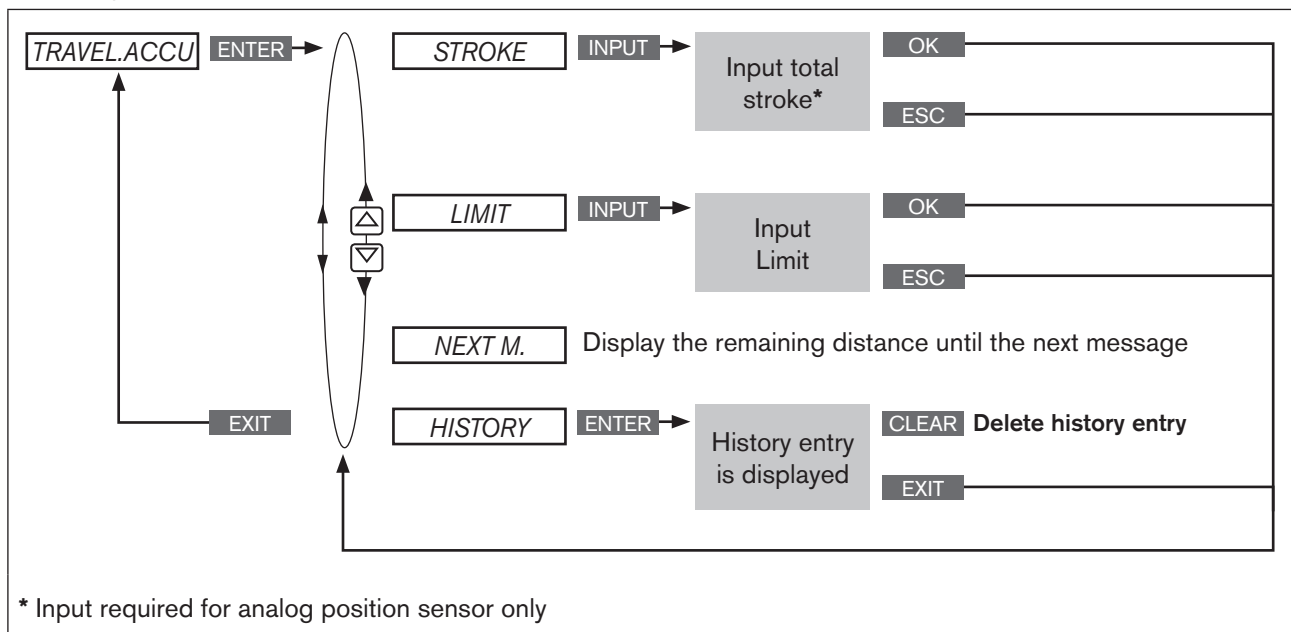 TRAVEL.ACCU ENTER STROKE INPUT Input total OK
stroke* ESC
LIMIT INPUT Input OK
Limit ESC
NEXT M. Display the remaining distance until the next message
EXIT HISTORY ENTER History entry CLEAR Delete history entry
is displayed EXIT
* Input required for analog position sensor only